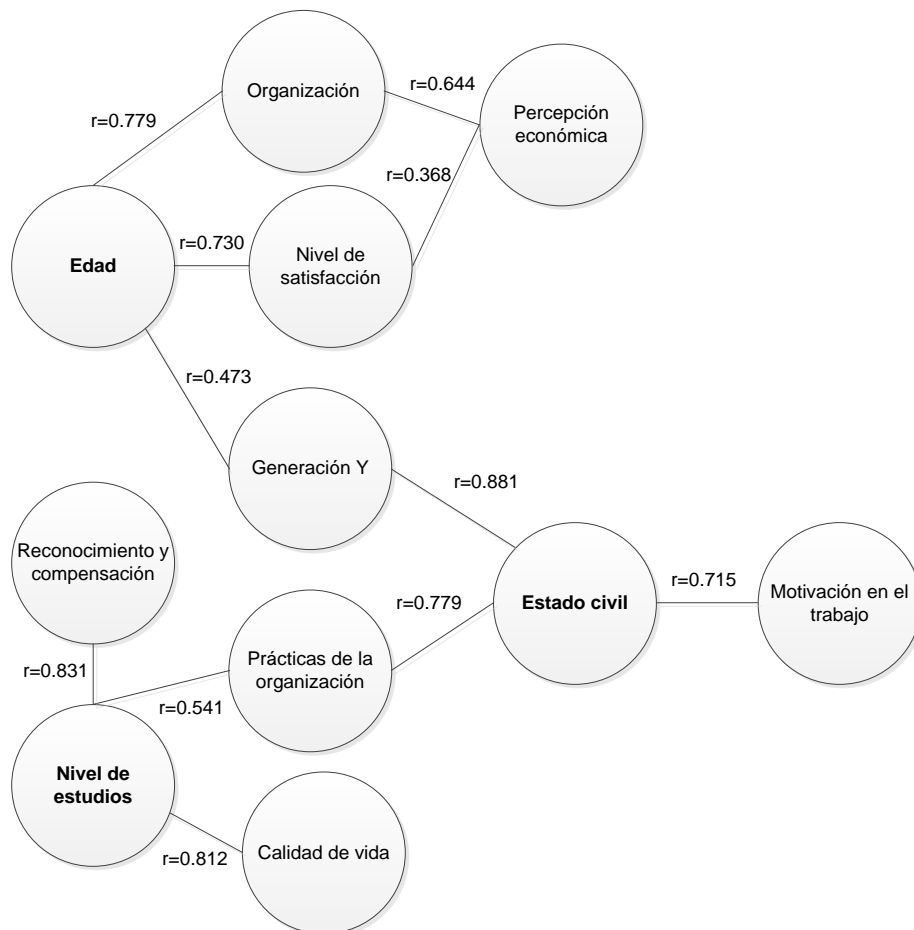 Organización
r=0.644
Percepción
económica
r=0.779
r=0.368
Edad
r=0.730
Nivel de
satisfacción
r=0.473
Generación Y
r=0.881
Reconocimiento y
compensación
Estado civil
r=0.715
Motivación en el
trabajo
r=0.779
r=0.831
Prácticas de la
organización
r=0.541
Nivel de
estudios
r=0.812
Calidad de vida